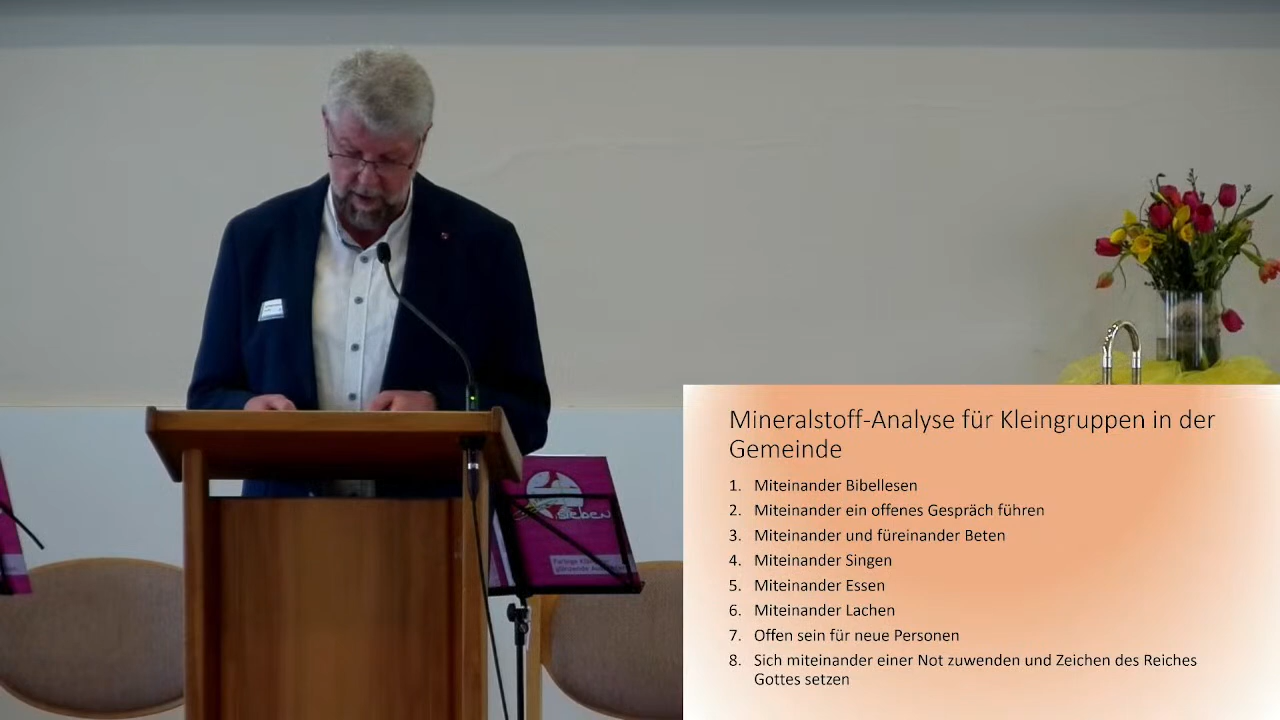 Mineralstoff-Analyse für Kleingruppen in der
Gemeinde
1. Miteinander Bibellesen
2. Miteinander ein offenes Gespräch führen
3. Miteinander und füreinander Beten
4. Miteinander Singen
5. Miteinander Essen
6. Miteinander Lachen
7. Offen sein für neue Personen
8. Sich miteinander einer Not zuwenden und Zeichen des Reiches
Gottes setzen